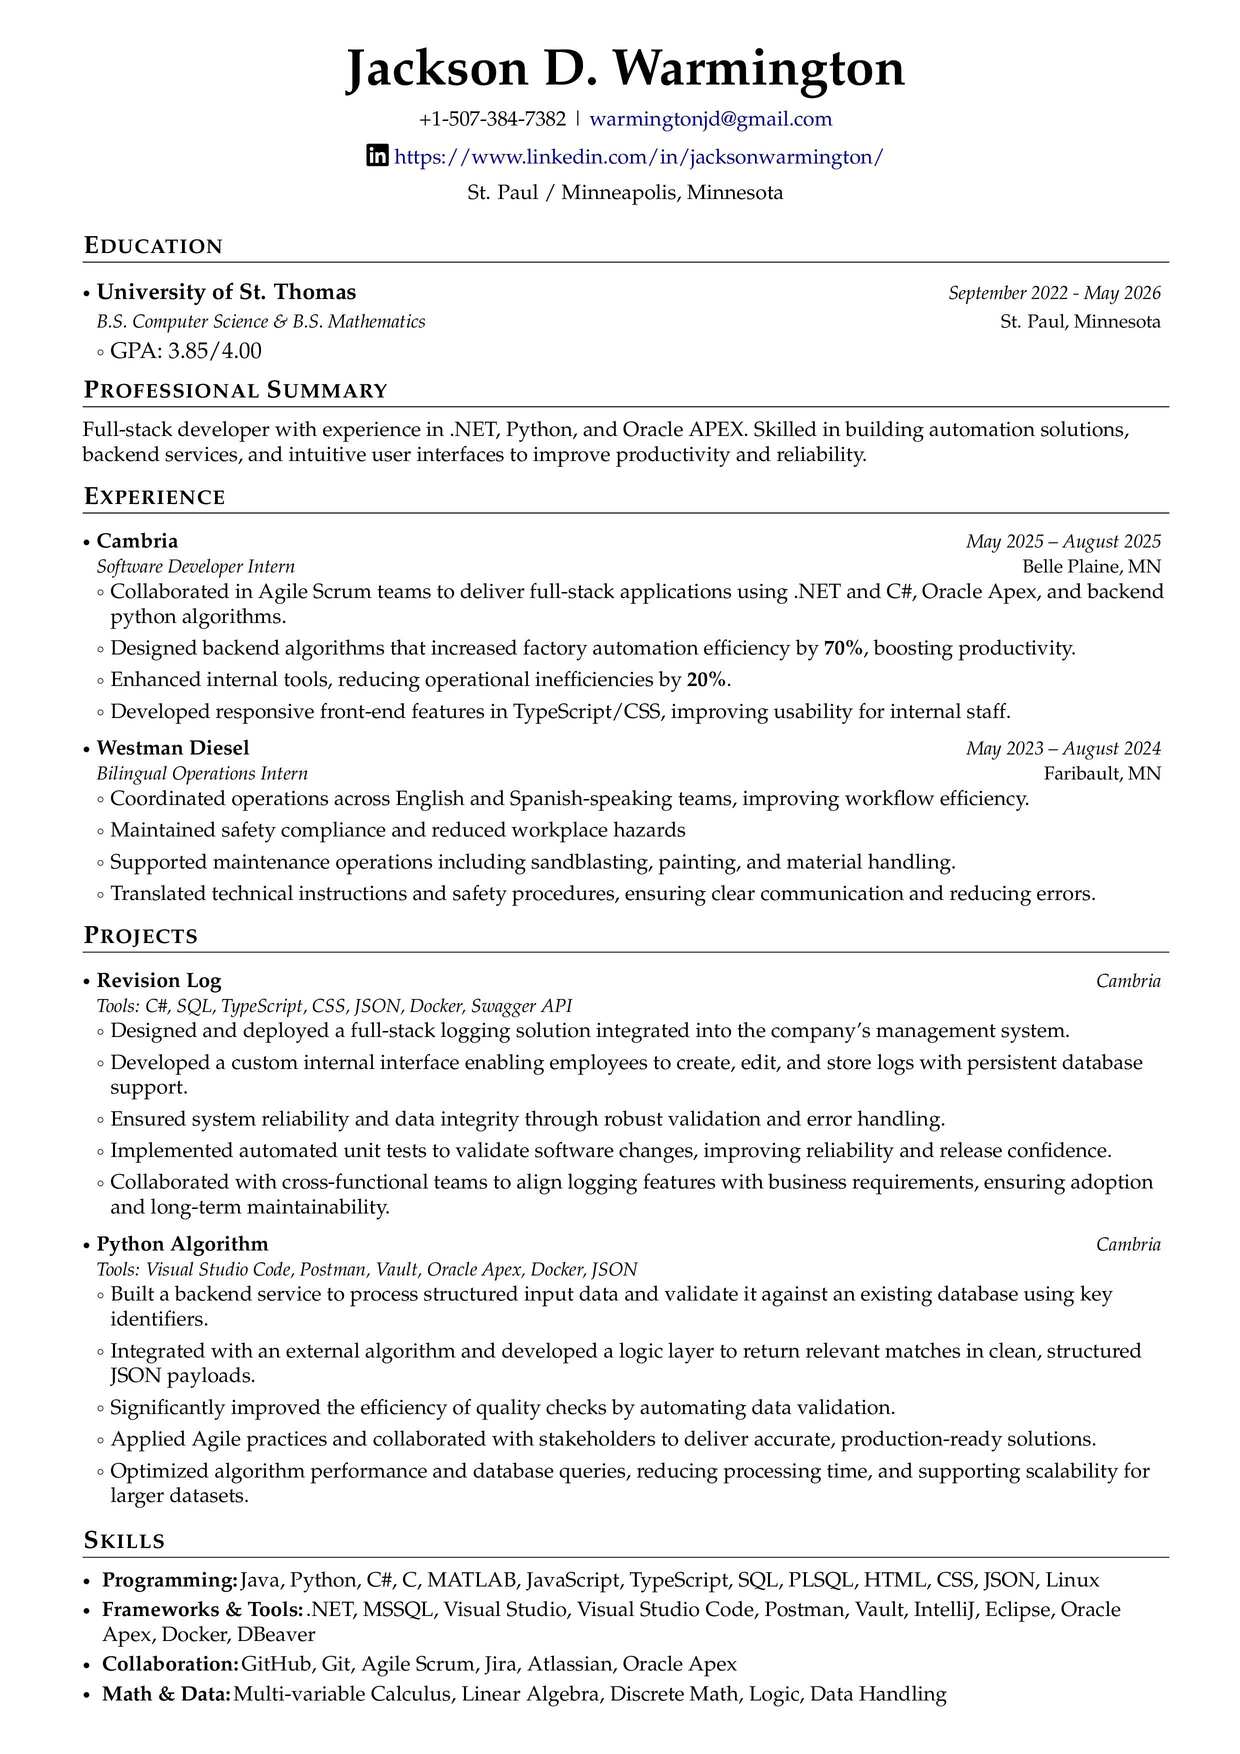 Jackson D. Warmington
+1-507-384-7382 | warmingtonjd@gmail.com
https://www.linkedin.com/in/jacksonwarmington/
St. Paul / Minneapolis, Minnesota
EDUCATION
• University of St. Thomas September 2022 - May 2026
B.S. Computer Science & B.S. Mathematics St. Paul, Minnesota
◦ GPA: 3.85/4.00
PROFESSIONAL SUMMARY
Full-stack developer with experience in .NET, Python, and Oracle APEX. Skilled in building automation solutions,
backend services, and intuitive user interfaces to improve productivity and reliability.
EXPERIENCE
• Cambria May 2025 – August 2025
Software Developer Intern Belle Plaine, MN
◦ Collaborated in Agile Scrum teams to deliver full-stack applications using .NET and C#, Oracle Apex, and backend
python algorithms.
◦ Designed backend algorithms that increased factory automation efficiency by 70%, boosting productivity.
◦ Enhanced internal tools, reducing operational inefficiencies by 20%.
◦ Developed responsive front-end features in TypeScript/CSS, improving usability for internal staff.
• Westman Diesel May 2023 – August 2024
Bilingual Operations Intern Faribault, MN
◦ Coordinated operations across English and Spanish-speaking teams, improving workflow efficiency.
◦ Maintained safety compliance and reduced workplace hazards
◦ Supported maintenance operations including sandblasting, painting, and material handling.
◦ Translated technical instructions and safety procedures, ensuring clear communication and reducing errors.
PROJECTS
• Revision Log Cambria
Tools: C#, SQL, TypeScript, CSS, JSON, Docker, Swagger API
◦ Designed and deployed a full-stack logging solution integrated into the company's management system.
◦ Developed a custom internal interface enabling employees to create, edit, and store logs with persistent database
support.
◦ Ensured system reliability and data integrity through robust validation and error handling.
◦ Implemented automated unit tests to validate software changes, improving reliability and release confidence.
◦ Collaborated with cross-functional teams to align logging features with business requirements, ensuring adoption
and long-term maintainability.
• Python Algorithm Cambria
Tools: Visual Studio Code, Postman, Vault, Oracle Apex, Docker, JSON
◦ Built a backend service to process structured input data and validate it against an existing database using key
identifiers.
◦ Integrated with an external algorithm and developed a logic layer to return relevant matches in clean, structured
JSON payloads.
◦ Significantly improved the efficiency of quality checks by automating data validation.
◦ Applied Agile practices and collaborated with stakeholders to deliver accurate, production-ready solutions.
◦ Optimized algorithm performance and database queries, reducing processing time, and supporting scalability for
larger datasets.
SKILLS
• Programming: Java, Python, C#, C, MATLAB, JavaScript, TypeScript, SQL, PLSQL, HTML, CSS, JSON, Linux
• Frameworks & Tools: .NET, MSSQL, Visual Studio, Visual Studio Code, Postman, Vault, IntelliJ, Eclipse, Oracle
Apex, Docker, DBeaver
• Collaboration: GitHub, Git, Agile Scrum, Jira, Atlassian, Oracle Apex
• Math & Data: Multi-variable Calculus, Linear Algebra, Discrete Math, Logic, Data Handling